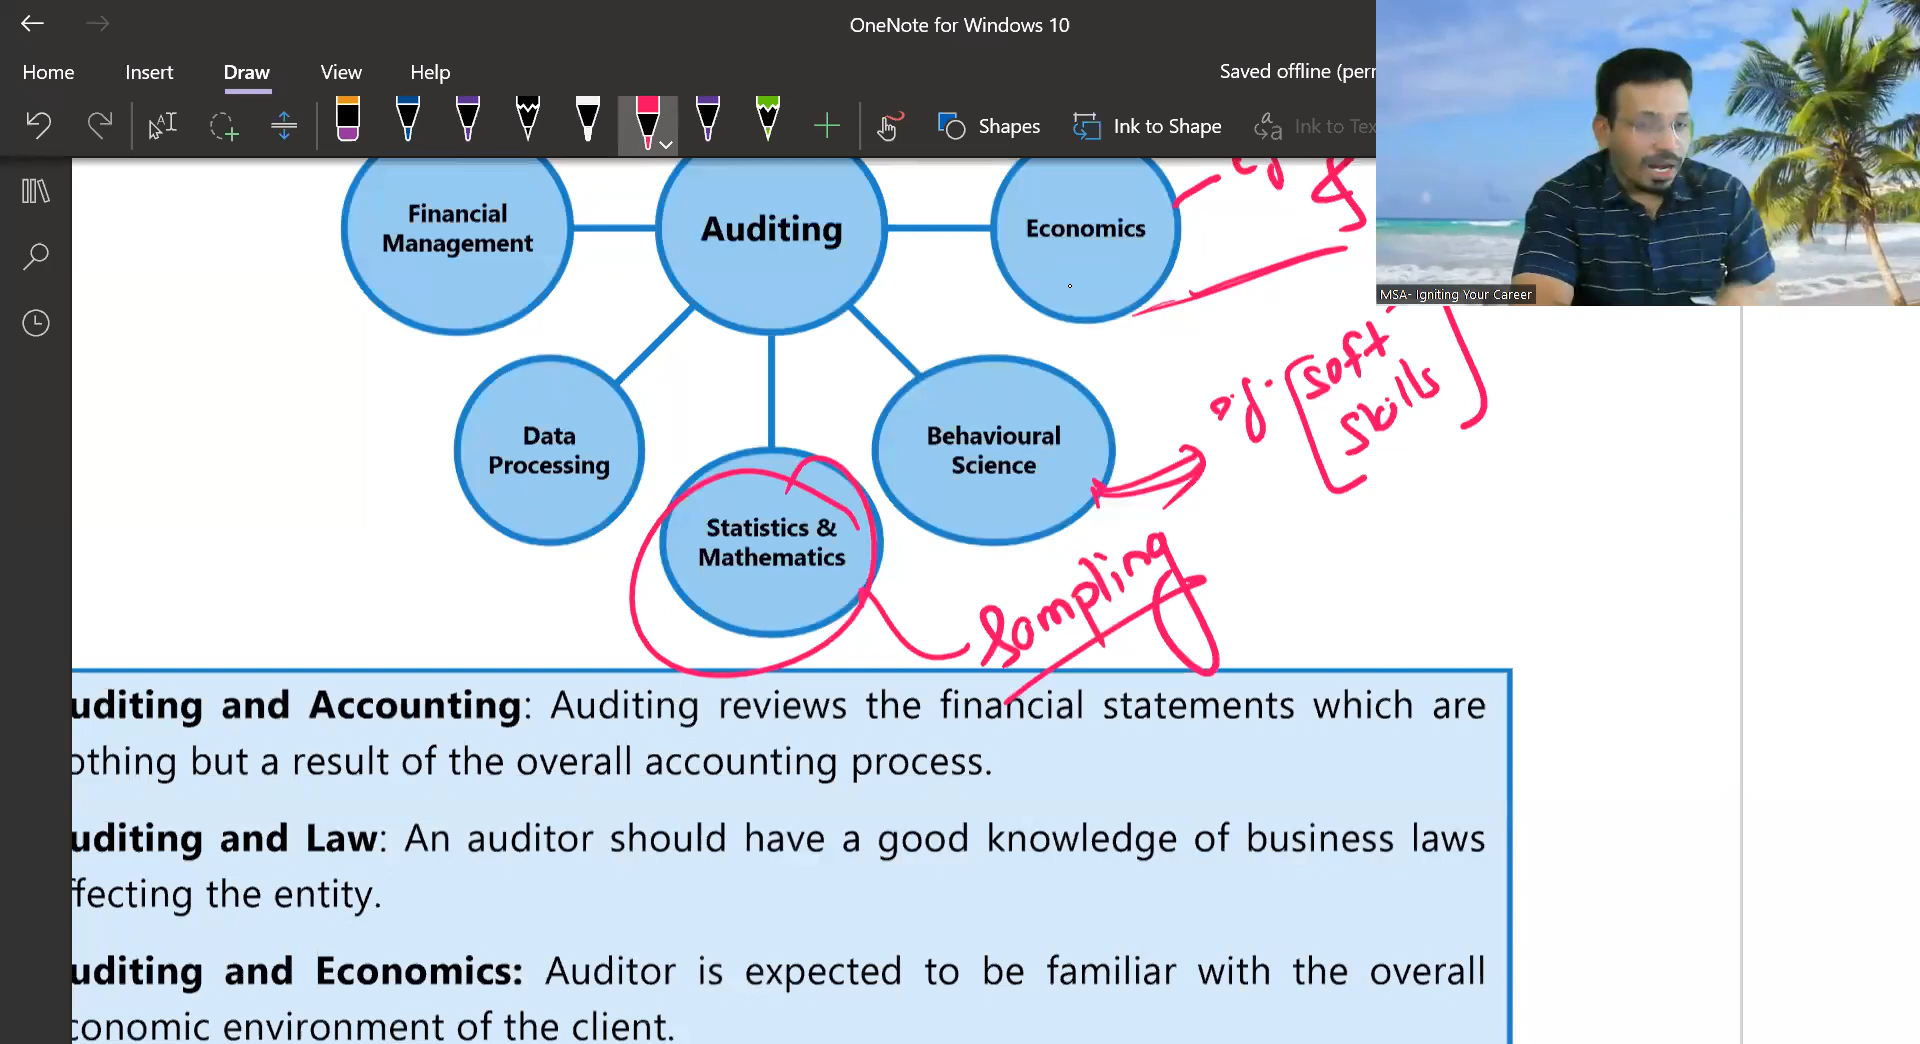 OneNote for Windows 10
Home Insert Draw View Help
Saved offline (per
Shapes
Ink to Shape
Ink to Tex
MSA- Igniting Your Career
Financial
Management
Auditing
Economics
Data
Processing
Behavioural
Science
Statistics &
Mathematics
soft
skills
Sampling
uditing and Accounting: Auditing reviews the financial statements which are
othing but a result of the overall accounting process.
uditing and Law: An auditor should have a good knowledge of business laws
ffecting the entity.
uditing and Economics: Auditor is expected to be familiar with the overall
conomic environment of the client.